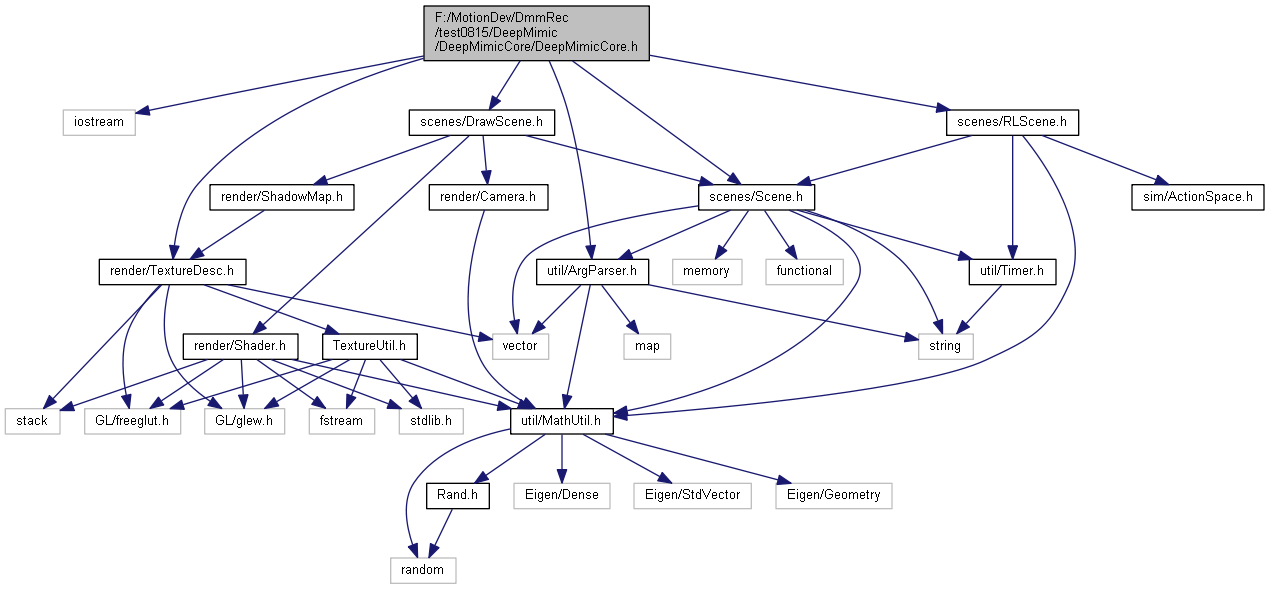 F:/MotionDev/DmmRec
/test0815/DeepMimic
/DeepMimicCore/DeepMimicCore.h
iostream
scenes/DrawScene.h
scenes/RLScene.h
render/ShadowMap.h
render/Camera.h
scenes/Scene.h
sim/ActionSpace.h
render/TextureDesc.h
util/ArgParser.h
memory
functional
util/Timer.h
render/Shader.h
TextureUtil.h
vector
map
string
stack
GL/freeglut.h
GL/glew.h
fstream
stdlib.h
util/MathUtil.h
Rand.h
Eigen/Dense
Eigen/StdVector
Eigen/Geometry
random